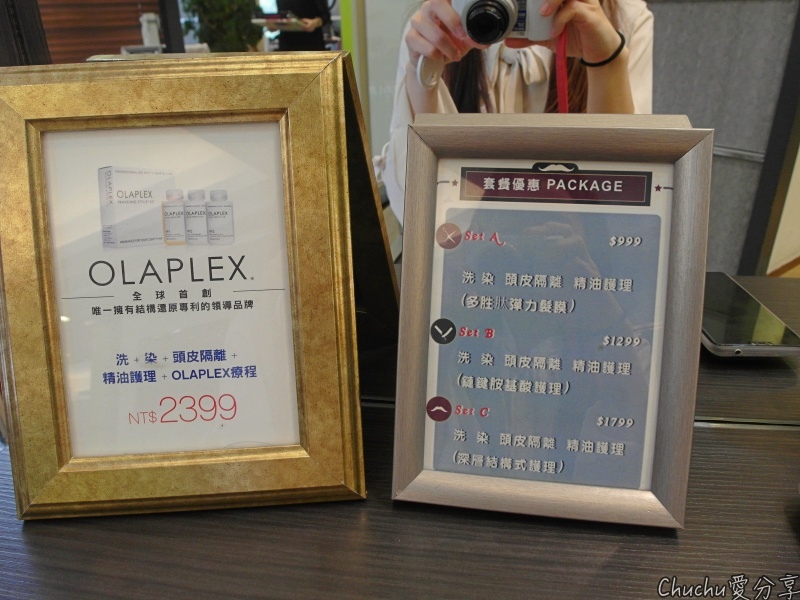 OLAPLEX
OLAPLEX®
全球首創
唯一擁有結構還原專利的領導品牌
洗+染+頭皮隔離+
精油護理+OLAPLEX療程
NT$2399
套餐優惠 PACKAGE
Set A $999
洗 染 頭皮隔離 精油護理
(多胜肽彈力髮膜)
Set B $1299
洗 染 頭皮隔離 精油護理
(鏈鍵胺基酸護理)
Set C $1799
洗 染 頭皮隔離 精油護理
(深層結構式護理)
Chuchu愛分享